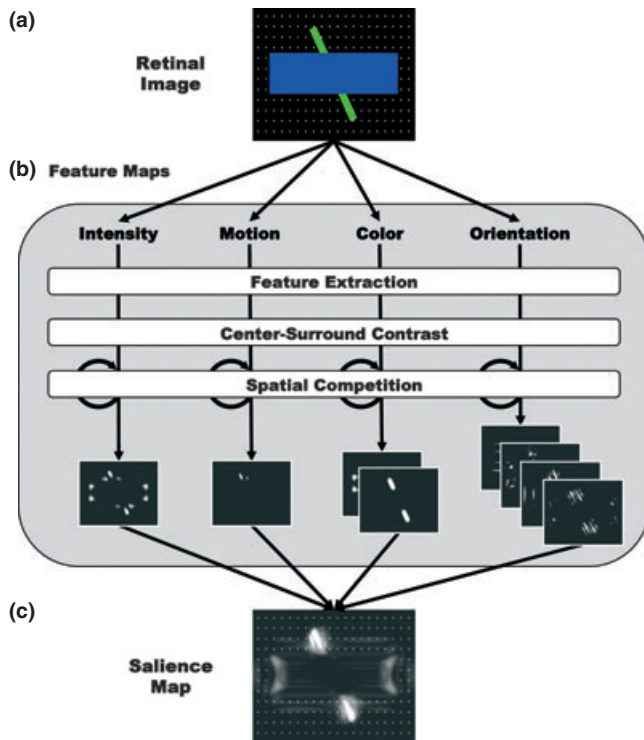 (a)
Retinal
Image
(b) Feature Maps
Intensity Motion Color Orientation
Feature Extraction
Center-Surround Contrast
Spatial Competition
(c)
Salience
Map